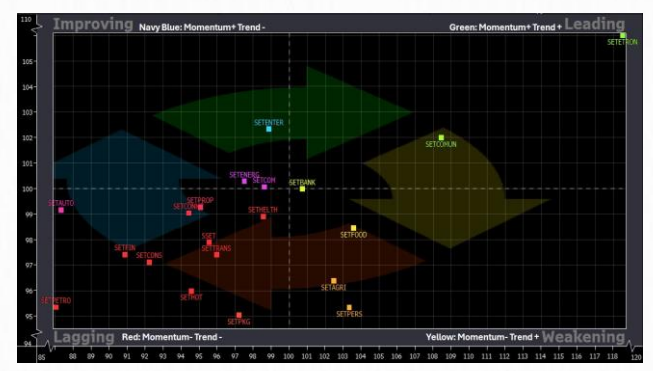 110
Improving
Navy Blue: Momentum+ Trend -
Green: Momentum+ Trend +
Leading
SETETRON
105
104
103
SETENTER
102
SETCOMUN
101
SETENERG
SETCOM
SETBANK
100
SETAUTO
SETPROP
SETHELTH
99
SSET
SETFOOD
98
SETFIN
SETCONS
SETTRANS
97
SETAGRI
96
SETPETRO
SETHOT
SETPERS
95
SETPKG
94
Lagging
Red: Momentum- Trend -
Yellow: Momentum- Trend +
Weakening
85 88 89 90 91 92 93 94 95 96 97 98 99 100 101 102 103 104 105 106 107 108 109 110 111 112 113 114 115 116 117 118 120